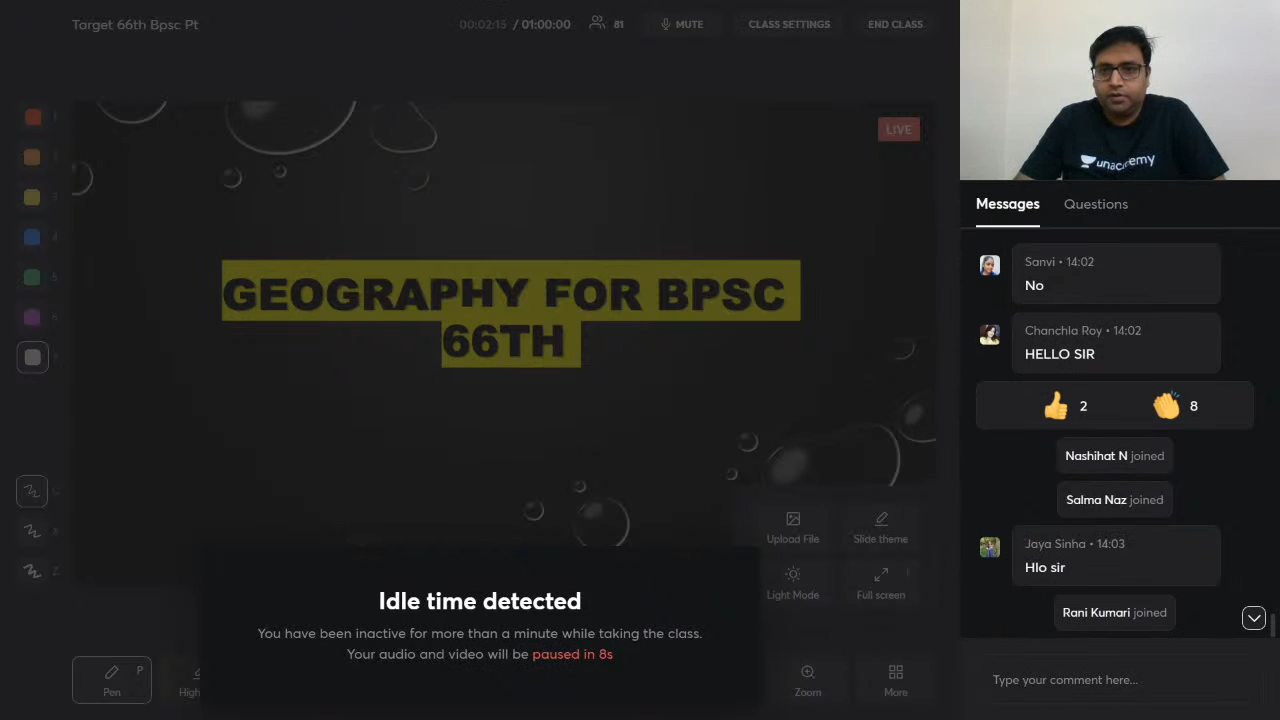 Target 66th Bpsc Pt
00:02:15 / 01:00:00
81
MUTE
CLASS SETTINGS
END CLASS
LIVE
GEOGRAPHY FOR BPSC
66TH
unacademy
Messages
Questions
Sanvi • 14:02
No
Chanchla Roy • 14:02
HELLO SIR
2
8
Nashihat N joined
Salma Naz joined
Jaya Sinha • 14:03
Hlo sir
Rani Kumari joined
Type your comment here...
Upload File
Slide theme
Light Mode
Full screen
Idle time detected
You have been inactive for more than a minute while taking the class.
Your audio and video will be paused in 8s
P
Pen
High
Zoom
More